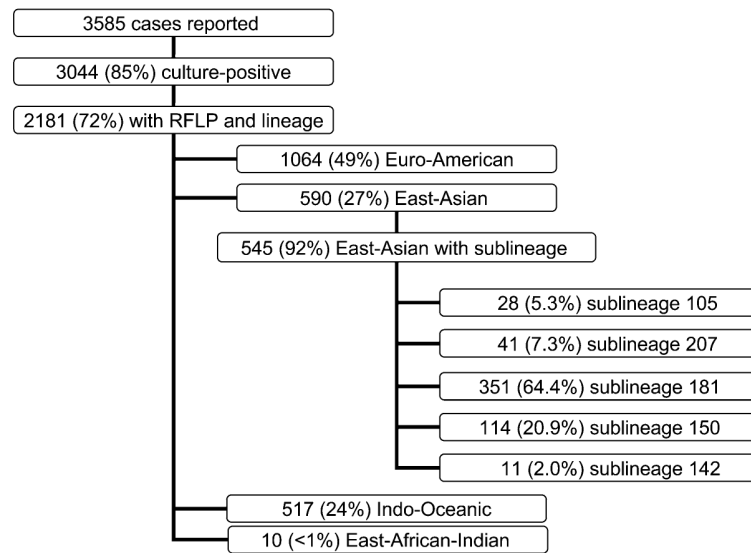 3585 cases reported
3044 (85%) culture-positive
2181 (72%) with RFLP and lineage
1064 (49%) Euro-American
590 (27%) East-Asian
545 (92%) East-Asian with sublineage
28 (5.3%) sublineage 105
41 (7.3%) sublineage 207
351 (64.4%) sublineage 181
114 (20.9%) sublineage 150
11 (2.0%) sublineage 142
517 (24%) Indo-Oceanic
10 (<1%) East-African-Indian